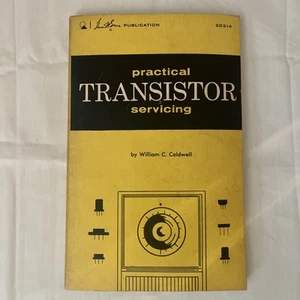 PUBLICATION
practical
TRANSISTOR
servicing
by William C. Caldwell